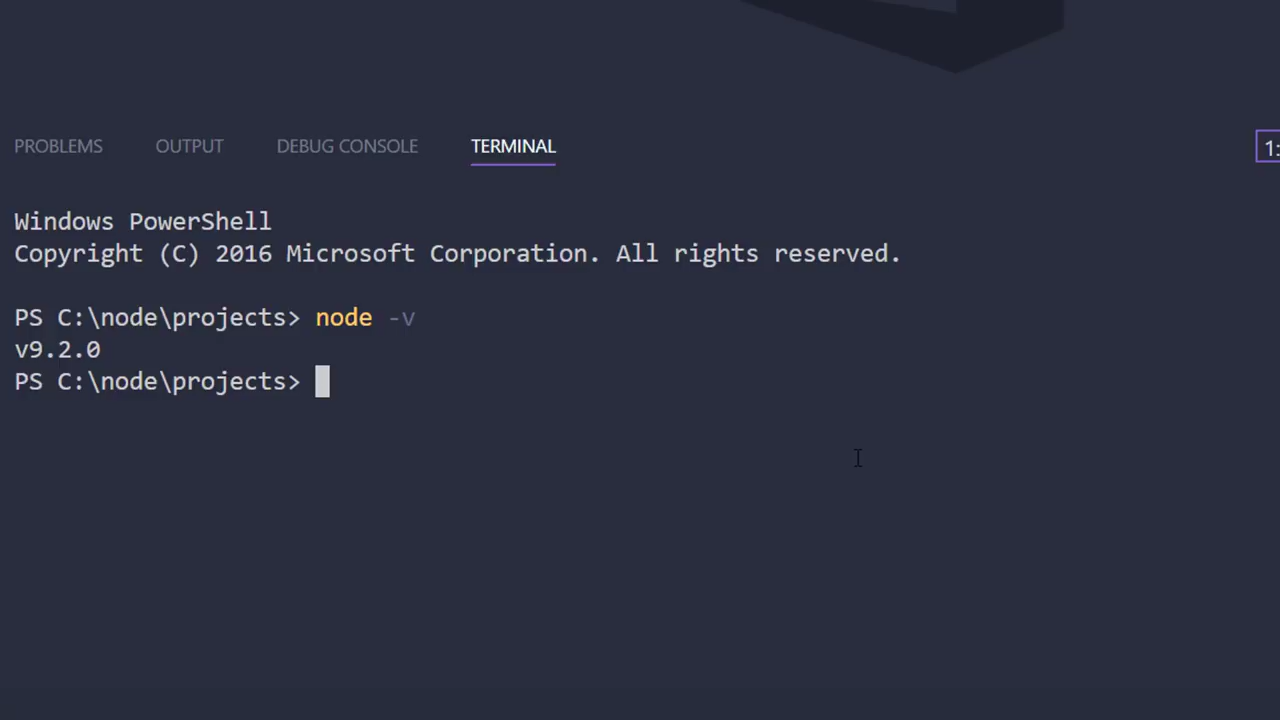 PROBLEMS OUTPUT DEBUG CONSOLE TERMINAL 1:
Windows PowerShell
Copyright (C) 2016 Microsoft Corporation. All rights reserved.
PS C:\node\projects> node -v
v9.2.0
PS C:\node\projects>